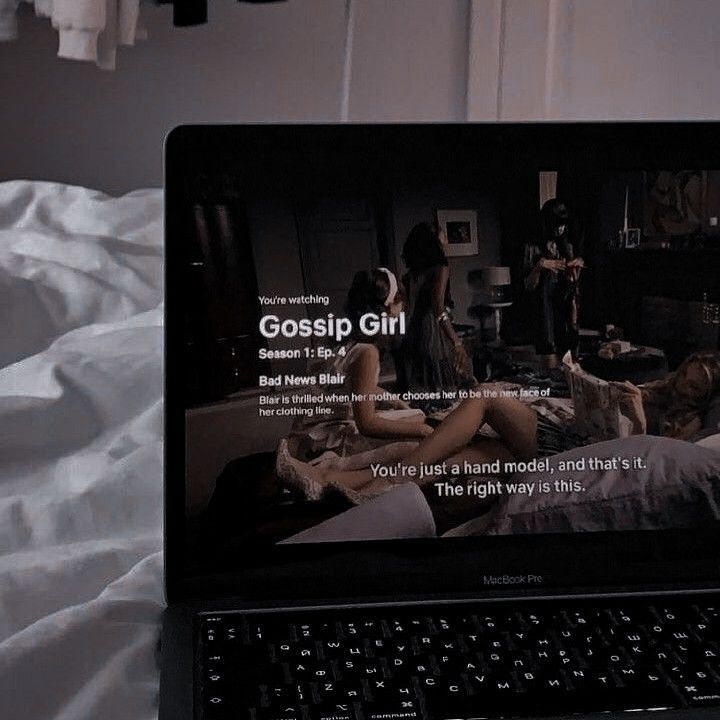 You're watching
Gossip Girl
Season 1: Ep. 4
Bad News Blair
Blair is thrilled when her mother chooses her to be the new face of
her clothing line.
You're just a hand model, and that's it.
The right way is this.
MacBook Pro
option
command